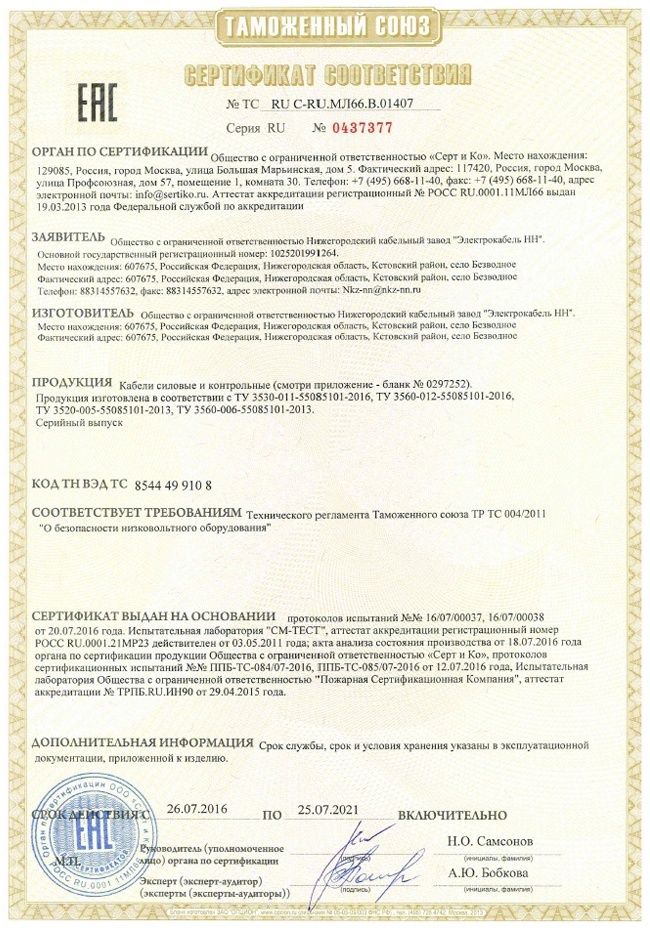 ТАМОЖЕННЫЙ СОЮЗ
СЕРТИФИКАТ СООТВЕТСТВИЯ
ЕАС
№ ТС RU C-RU.МЛ66.В.01407
Серия RU № 0437377
ОРГАН ПО СЕРТИФИКАЦИИ Общество с ограниченной ответственностью «Серт и Ко». Место нахождения:
129085, Россия, город Москва, улица Большая Марьинская, дом 5. Фактический адрес: 117420, Россия, город Москва,
улица Профсоюзная, дом 57, помещение 1, комната 30. Телефон: +7 (495) 668-11-40, факс: +7 (495) 668-11-40, адрес
электронной почты: info@sertiko.ru. Аттестат аккредитации регистрационный № РОСС RU.0001.11МЛ66 выдан
19.03.2013 года Федеральной службой по аккредитации
ЗАЯВИТЕЛЬ Общество с ограниченной ответственностью Нижегородский кабельный завод "Электрокабель НН".
Основной государственный регистрационный номер: 1025201991264.
Место нахождения: 607675, Российская Федерация, Нижегородская область, Кстовский район, село Безводное
Фактический адрес: 607675, Российская Федерация, Нижегородская область, Кстовский район, село Безводное
Телефон: 88314557632, факс: 88314557632, адрес электронной почты: Nkz-nn@nkz-nn.ru
ИЗГОТОВИТЕЛЬ Общество с ограниченной ответственностью Нижегородский кабельный завод "Электрокабель НН".
Место нахождения: 607675, Российская Федерация, Нижегородская область, Кстовский район, село Безводное
Фактический адрес: 607675, Российская Федерация, Нижегородская область, Кстовский район, село Безводное
ПРОДУКЦИЯ Кабели силовые и контрольные (смотри приложение - бланк № 0297252).
Продукция изготовлена в соответствии с ТУ 3530-011-55085101-2016, ТУ 3560-012-55085101-2016,
ТУ 3520-005-55085101-2013, ТУ 3560-006-55085101-2013.
Серийный выпуск
КОД ТН ВЭД ТС 8544 49 910 8
СООТВЕТСТВУЕТ ТРЕБОВАНИЯМ Технического регламента Таможенного союза ТР ТС 004/2011
"О безопасности низковольтного оборудования"
СЕРТИФИКАТ ВЫДАН НА ОСНОВАНИИ протоколов испытаний №№ 16/07/00037, 16/07/00038
от 20.07.2016 года. Испытательная лаборатория "СМ-ТЕСТ", аттестат аккредитации регистрационный номер
РОСС RU.0001.21МР23 действителен от 03.05.2011 года; акта анализа состояния производства от 18.07.2016 года
органа по сертификации продукции Общества с ограниченной ответственностью «Серт и Ко», протоколов
сертификационных испытаний №№ ППБ-ТС-084/07-2016, ППБ-ТС-085/07-2016 от 12.07.2016 года, Испытательная
лаборатория Общества с ограниченной ответственностью "Пожарная Сертификационная Компания", аттестат
аккредитации № ТРПБ.RU.ИН90 от 29.04.2015 года.
ДОПОЛНИТЕЛЬНАЯ ИНФОРМАЦИЯ Срок службы, срок и условия хранения указаны в эксплуатационной
документации, приложенной к изделию.
СРОК ДЕЙСТВИЯ С 26.07.2016 ПО 25.07.2021 ВКЛЮЧИТЕЛЬНО
Орган по сертификации ООО «Серт и Ко»
ЕАС
РОСС RU.0001.11МЛ66
М.П.
Руководитель (уполномоченное
лицо) органа по сертификации
(подпись)
Н.О. Самсонов
(инициалы, фамилия)
Эксперт (эксперт-аудитор)
(эксперты (эксперты-аудиторы))
(подпись)
А.Ю. Бобкова
(инициалы, фамилия)